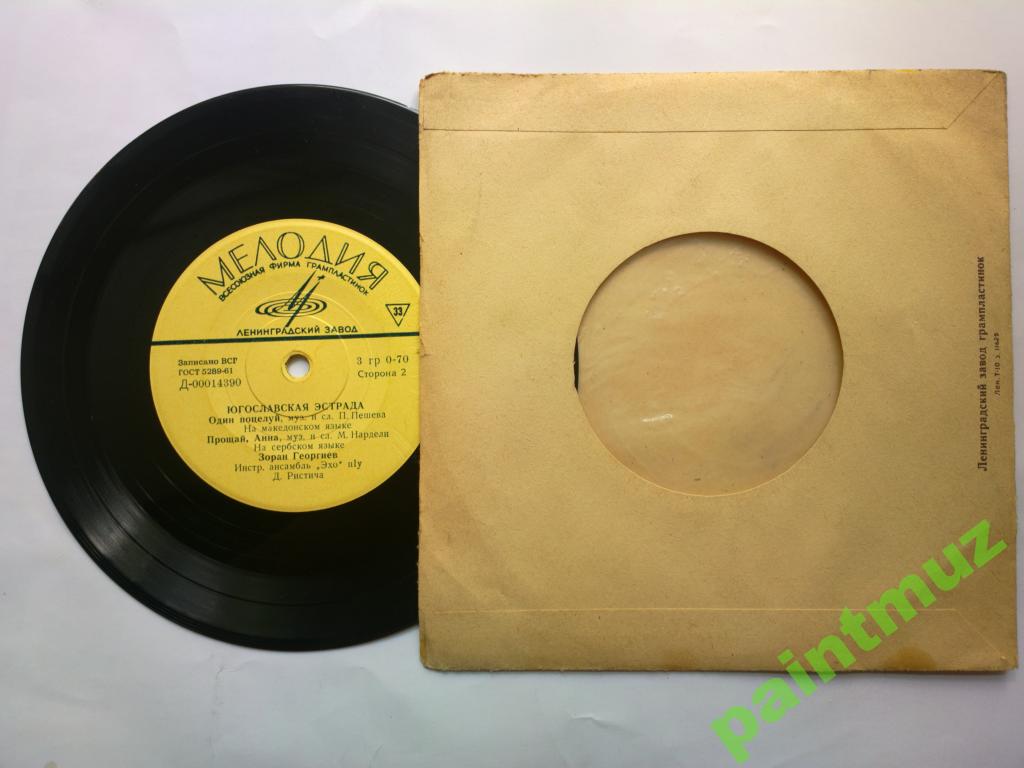 МЕЛОДИЯ
ВСЕСОЮЗНАЯ ФИРМА ГРАМПЛАСТИНОК
33
ЛЕНИНГРАДСКИЙ ЗАВОД
Записано ВСГ
ГОСТ 5289-61
Д-00014390
3 гр 0-70
Сторона 2
ЮГОСЛАВСКАЯ ЭСТРАДА
Один поцелуй, муз. и сл. П. Пешева
На македонском языке
Прощай, Анна, муз. и сл. М. Нардели
На сербском языке
Зоран Георгиев
Инстр. ансамбль „Эхо" п/у
Д. Ристича
Ленинградский завод грампластинок
Лен. Т-10 з.
paintmuz